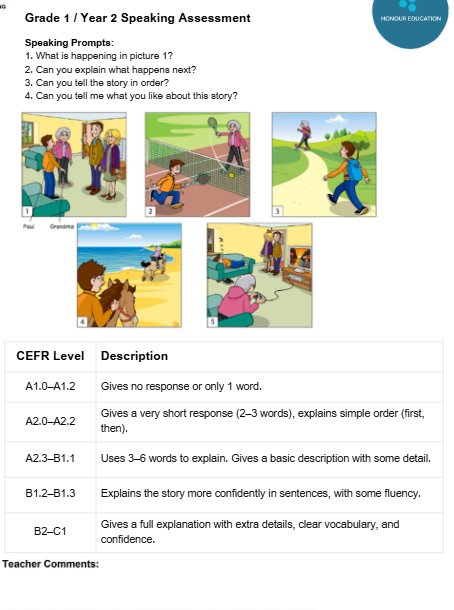 HONOUR EDUCATION
Grade 1 / Year 2 Speaking Assessment
Speaking Prompts:
1. What is happening in picture 1?
2. Can you explain what happens next?
3. Can you tell the story in order?
4. Can you tell me what you like about this story?
1
2
3
Paul Grandma
4
5
CEFR Level Description
A1.0–A1.2 Gives no response or only 1 word.
A2.0–A2.2 Gives a very short response (2–3 words), explains simple order (first,
then).
A2.3–B1.1 Uses 3–6 words to explain. Gives a basic description with some detail.
B1.2–B1.3 Explains the story more confidently in sentences, with some fluency.
B2–C1 Gives a full explanation with extra details, clear vocabulary, and
confidence.
Teacher Comments: